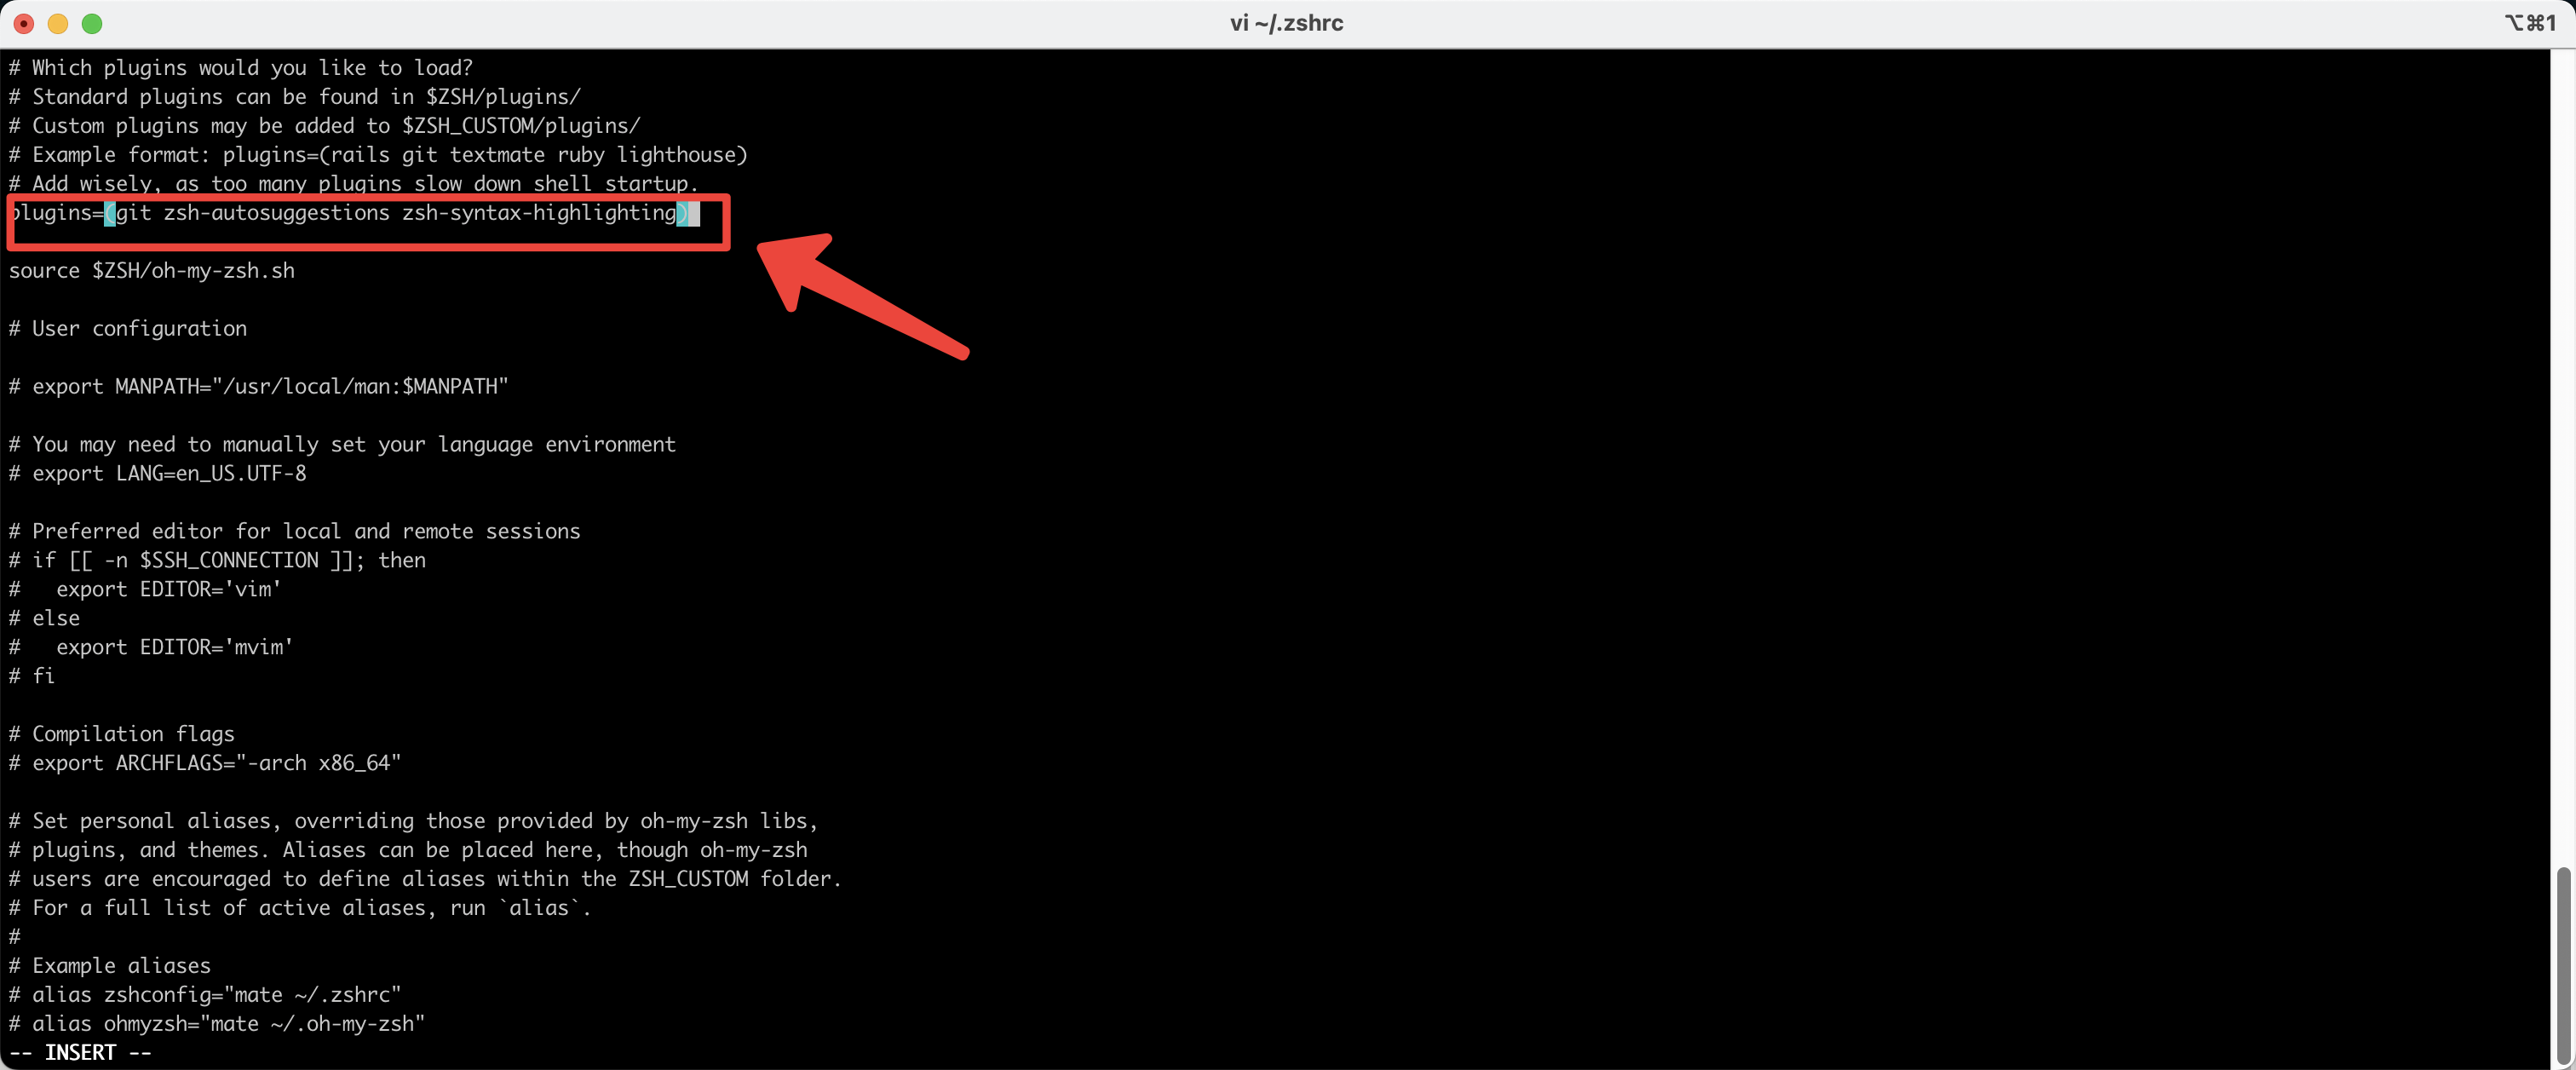 vi ~/.zshrc
⌥⌘1
# Which plugins would you like to load?
# Standard plugins can be found in $ZSH/plugins/
# Custom plugins may be added to $ZSH_CUSTOM/plugins/
# Example format: plugins=(rails git textmate ruby lighthouse)
# Add wisely, as too many plugins slow down shell startup.
plugins=(git zsh-autosuggestions zsh-syntax-highlighting)
source $ZSH/oh-my-zsh.sh
# User configuration
# export MANPATH="/usr/local/man:$MANPATH"
# You may need to manually set your language environment
# export LANG=en_US.UTF-8
# Preferred editor for local and remote sessions
# if [[ -n $SSH_CONNECTION ]]; then
#   export EDITOR='vim'
# else
#   export EDITOR='mvim'
# fi
# Compilation flags
# export ARCHFLAGS="-arch x86_64"
# Set personal aliases, overriding those provided by oh-my-zsh libs,
# plugins, and themes. Aliases can be placed here, though oh-my-zsh
# users are encouraged to define aliases within the ZSH_CUSTOM folder.
# For a full list of active aliases, run `alias`.
#
# Example aliases
# alias zshconfig="mate ~/.zshrc"
# alias ohmyzsh="mate ~/.oh-my-zsh"
-- INSERT --